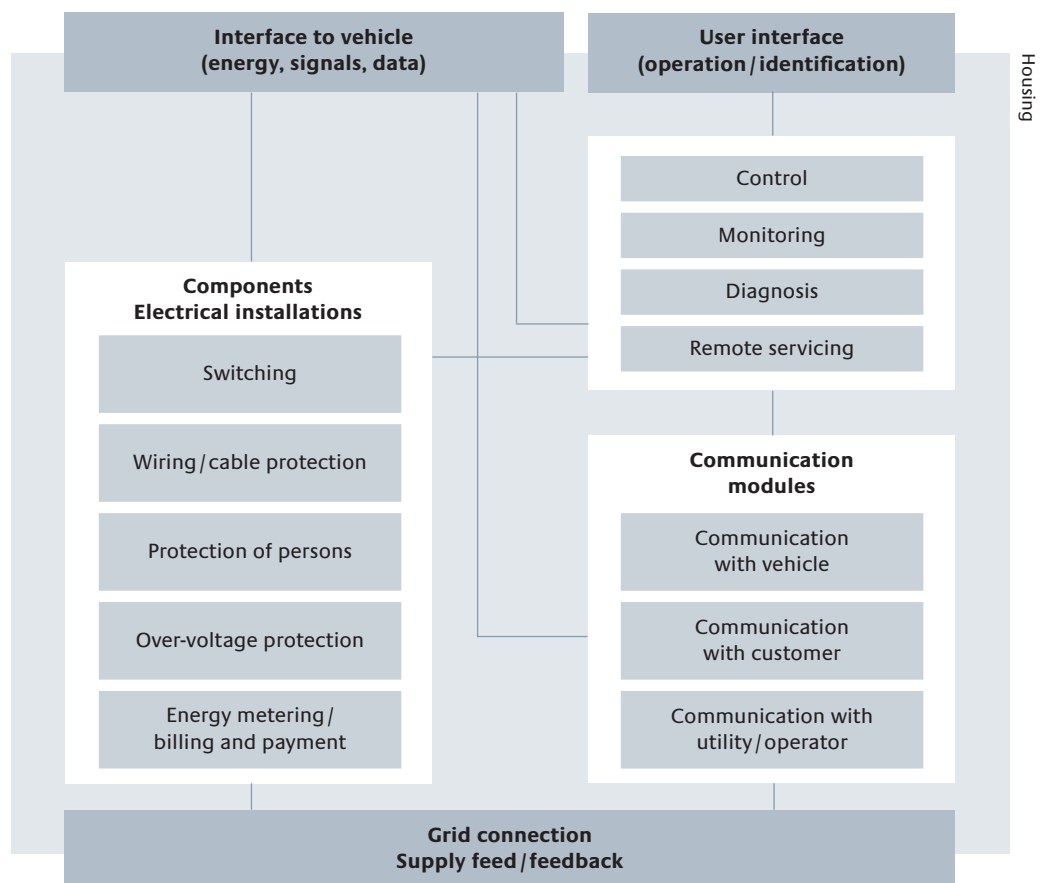 Interface to vehicle
(energy, signals, data)
User interface
(operation/identification)
Housing
Control
Monitoring
Diagnosis
Remote servicing
Components
Electrical installations
Switching
Wiring/cable protection
Protection of persons
Over-voltage protection
Energy metering/
billing and payment
Communication
modules
Communication
with vehicle
Communication
with customer
Communication with
utility/operator
Grid connection
Supply feed/feedback